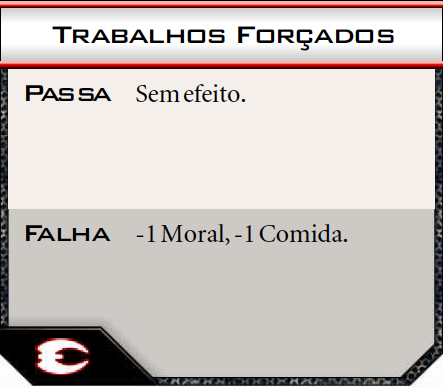 TRABALHOS FORÇADOS
PASSA Sem efeito.
FALHA -1 Moral, -1 Comida.